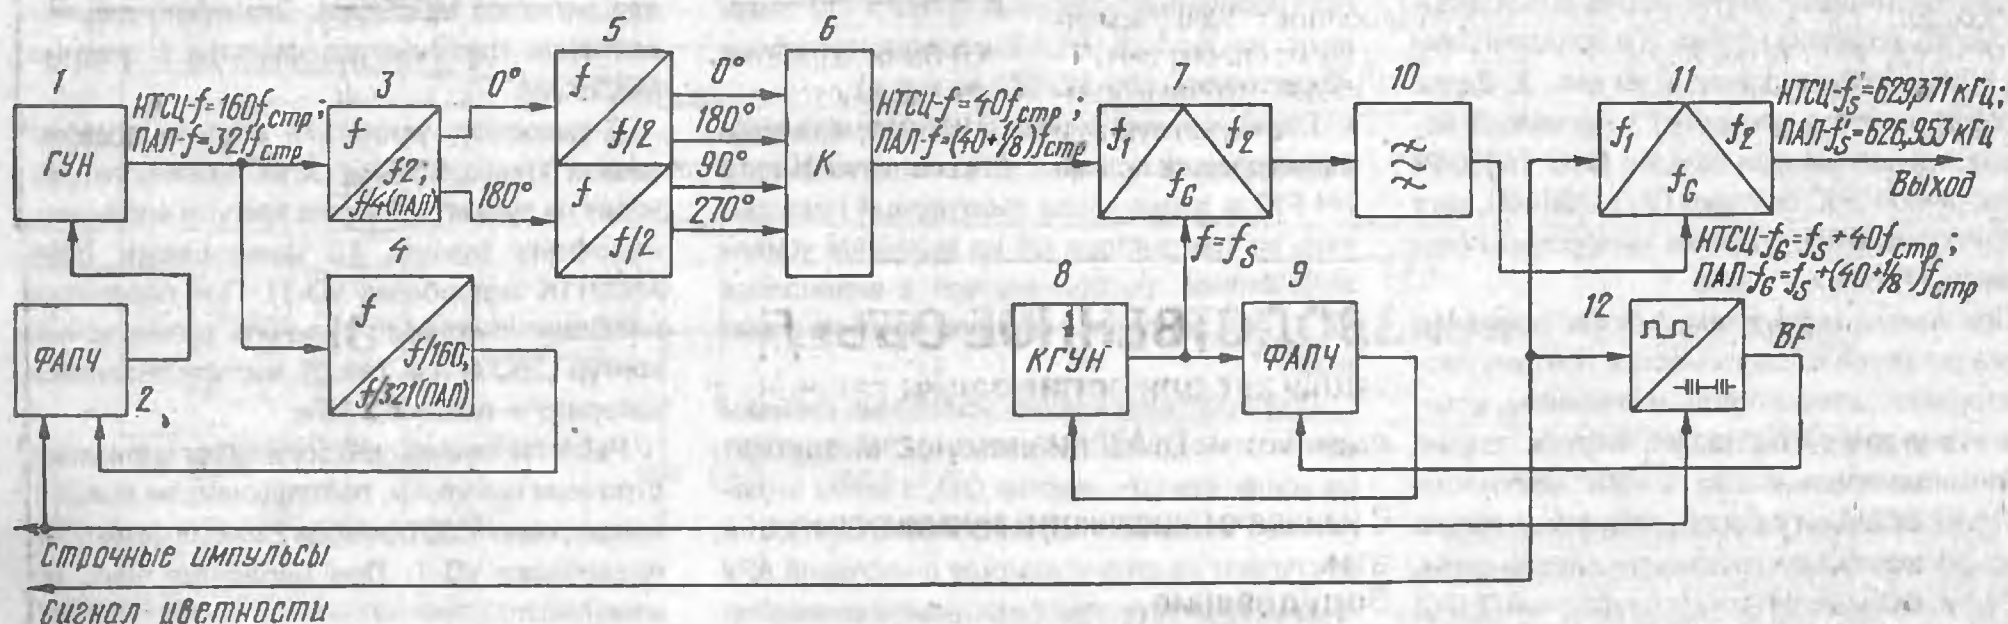 1
ГУН
НТСЦ-f=160fстр;
ПАЛ-f=321fстр
3
f
f2;
f/4(ПАЛ)
0°
180°
5
f
f/2
f
f/2
0°
180°
90°
270°
6
К
НТСЦ-f=40fстр;
ПАЛ-f=(40+1/8)fстр
7
f1
f2
fG
10
11
f1
f2
fG
НТСЦ-f'S=629,371 кГц;
ПАЛ-f'S=626,953 кГц
Выход
НТСЦ-fG=fS+40fстр;
ПАЛ-fG=fS+(40+1/8)fстр
f=fS
ФАПЧ
2
4
f
f/160;
f/321(ПАЛ)
8
КГУН
9
ФАПЧ
12
BF
Строчные импульсы
Сигнал цветности